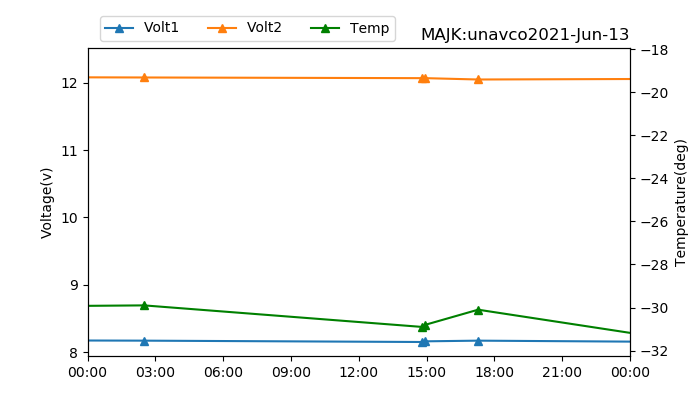 Volt1 Volt2 Temp
MAJK:unavco2021-Jun-13
Voltage(v)
12
11
10
9
8
−18
−20
−22
−24
−26
−28
−30
−32
Temperature(deg)
00:00 03:00 06:00 09:00 12:00 15:00 18:00 21:00 00:00